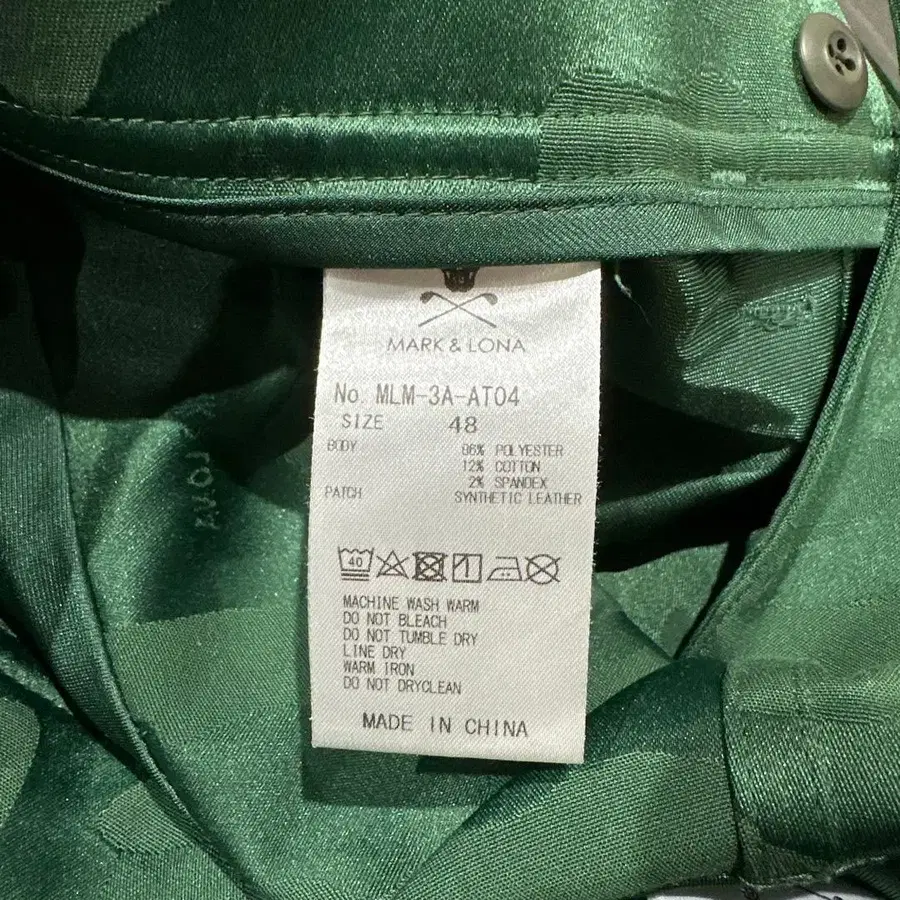 MARK & LONA
No. MLM-3A-AT04
SIZE 48
BODY 86% POLYESTER
12% COTTON
2% SPANDEX
PATCH SYNTHETIC LEATHER
40
MACHINE WASH WARM
DO NOT BLEACH
DO NOT TUMBLE DRY
LINE DRY
WARM IRON
DO NOT DRYCLEAN
MADE IN CHINA